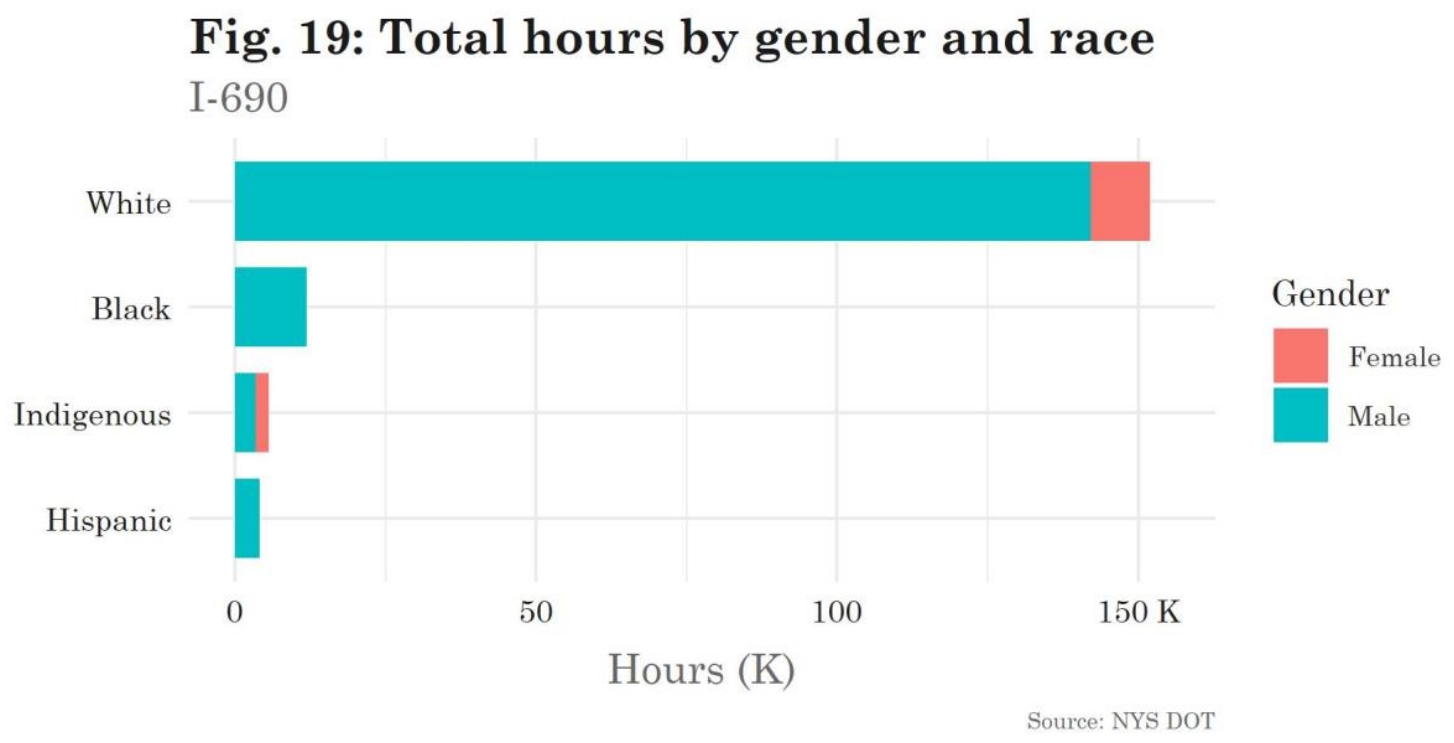 Fig. 19: Total hours by gender and race
I-690
White
Black
Indigenous
Hispanic
0 50 100 150 K
Hours (K)
Gender
Female
Male
Source: NYS DOT